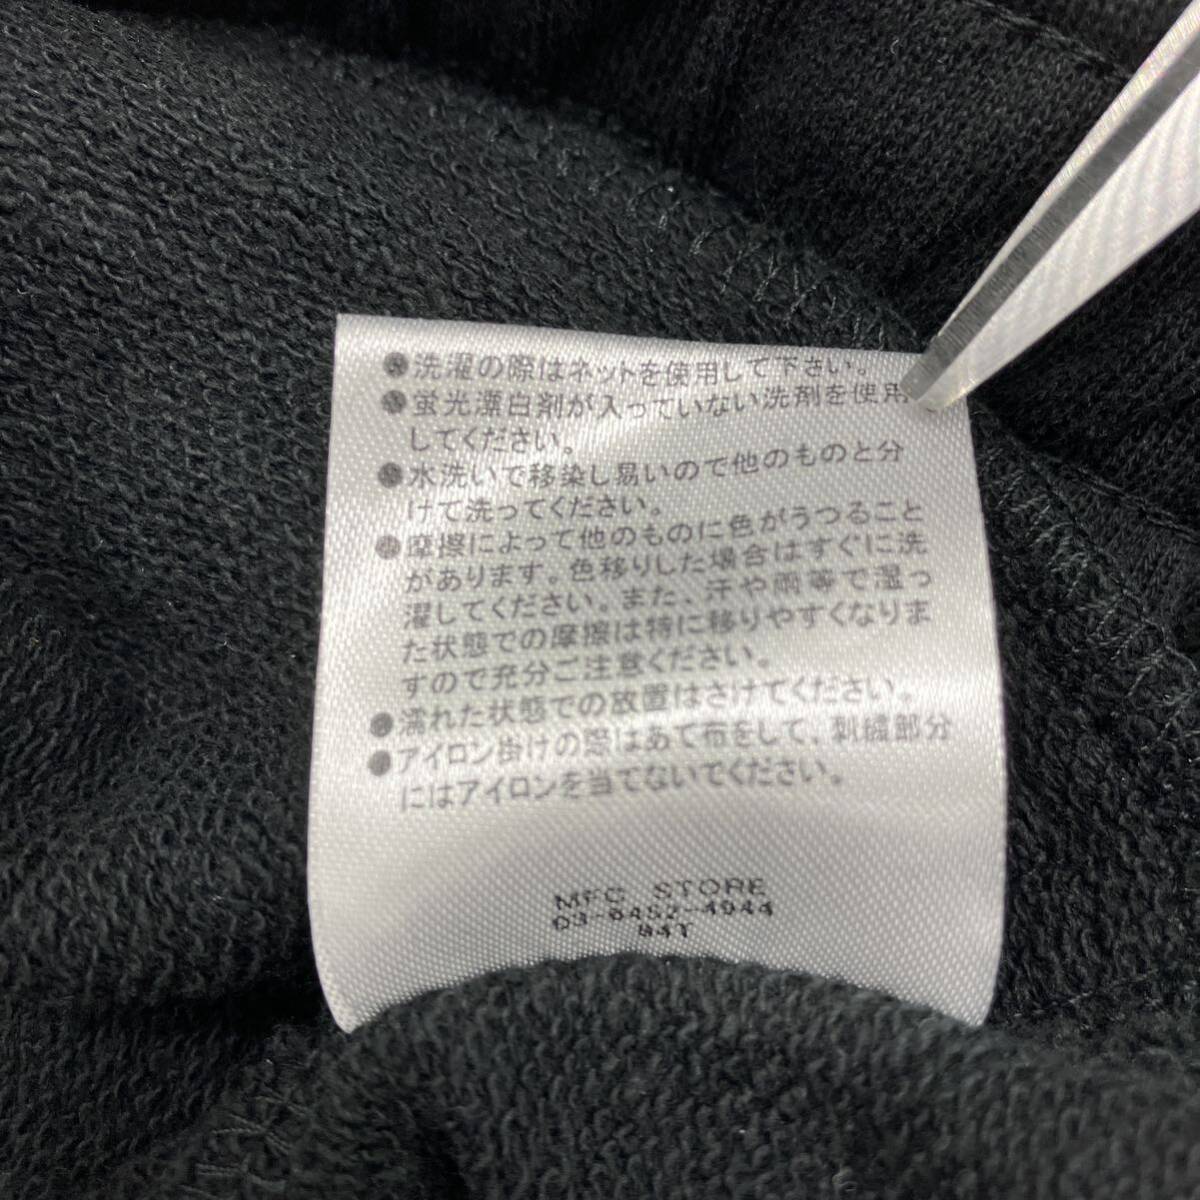 ●洗濯の際はネットを使用して下さい。
●蛍光漂白剤が入っていない洗剤を使用
してください。
●水洗いで移染し易いので他のものと分
けて洗ってください。
●摩擦によって他のものに色がうつること
があります。色移りした場合はすぐに洗
濯してください。また、汗や雨等で湿っ
た状態での摩擦は特に移りやすくなりま
すので充分ご注意ください。
●濡れた状態での放置はさけてください。
●アイロン掛けの際はあて布をして、刺繍部分
にはアイロンを当てないでください。
MFC STORE
03-6452-4944
94T